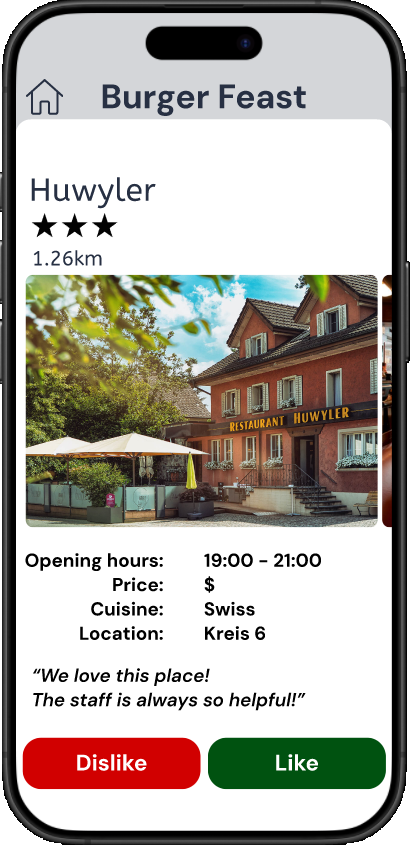 Burger Feast
Huwyler
★★★
1.26km
RESTAURANT HUWYLER
Opening hours: 19:00 - 21:00
Price: $
Cuisine: Swiss
Location: Kreis 6
“We love this place!
The staff is always so helpful!”
Dislike Like